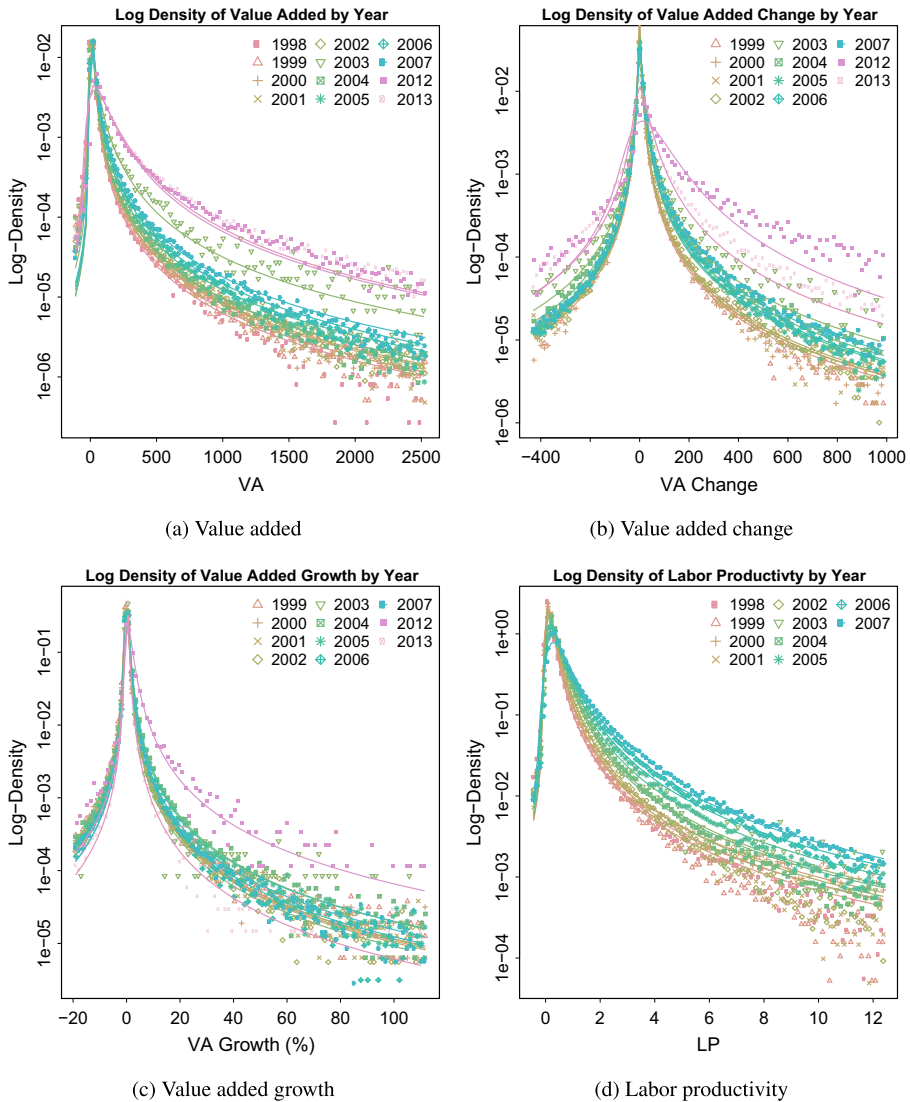 Log Density of Value Added by Year
1998 2002 2006
1999 2003 2007
2000 2004 2012
2001 2005 2013
Log−Density
1e−02
1e−03
1e−04
1e−05
1e−06
0 500 1000 1500 2000 2500
VA
(a) Value added
Log Density of Value Added Change by Year
1999 2003 2007
2000 2004 2012
2001 2005 2013
2002 2006
Log−Density
1e−02
1e−03
1e−04
1e−05
1e−06
−400 0 200 400 600 800 1000
VA Change
(b) Value added change
Log Density of Value Added Growth by Year
1999 2003 2007
2000 2004 2012
2001 2005 2013
2002 2006
Log−Density
1e−01
1e−02
1e−03
1e−04
1e−05
−20 0 20 40 60 80 100
VA Growth (%)
(c) Value added growth
Log Density of Labor Productivty by Year
1998 2002 2006
1999 2003 2007
2000 2004
2001 2005
Log−Density
1e+00
1e−01
1e−02
1e−03
1e−04
0 2 4 6 8 10 12
LP
(d) Labor productivity